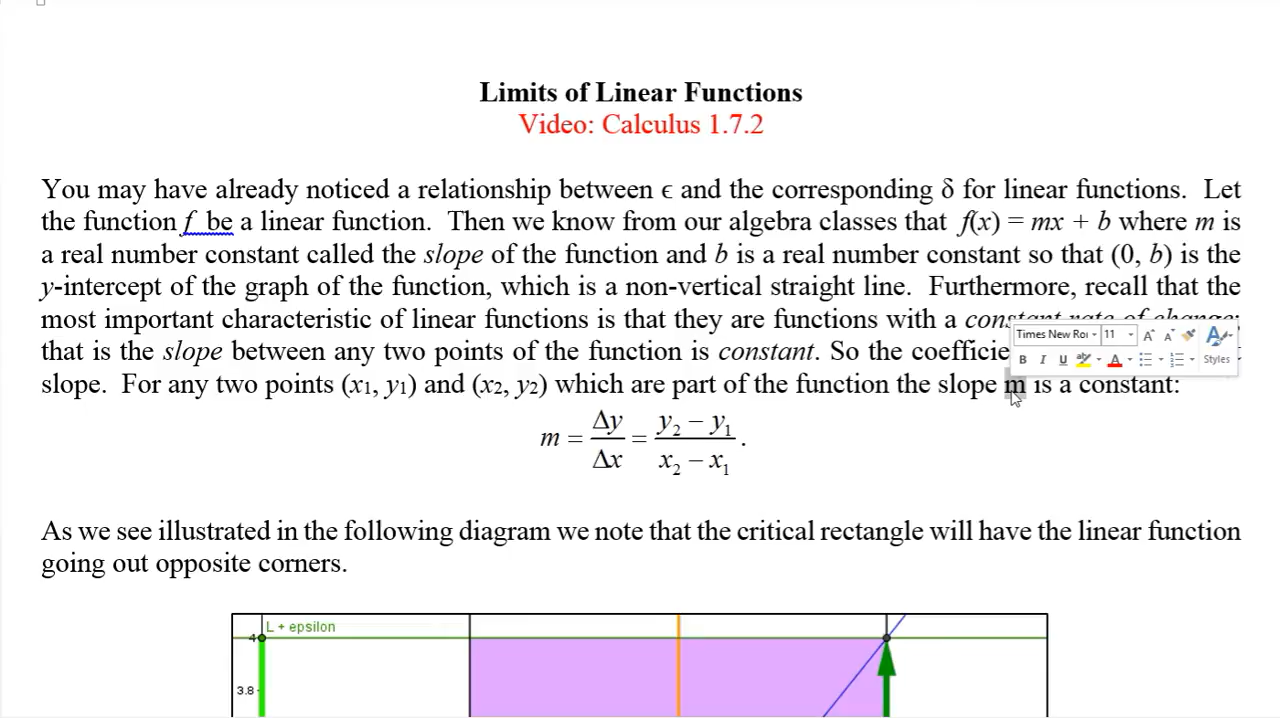 Limits of Linear Functions
Video: Calculus 1.7.2
You may have already noticed a relationship between ϵ and the corresponding δ for linear functions. Let
the function f be a linear function. Then we know from our algebra classes that f(x) = mx + b where m is
a real number constant called the slope of the function and b is a real number constant so that (0, b) is the
y-intercept of the graph of the function, which is a non-vertical straight line. Furthermore, recall that the
most important characteristic of linear functions is that they are functions with a constant rate of change;
that is the slope between any two points of the function is constant. So the
Times New Roi 11
B I U Styles
slope. For any two points (x1, y1) and (x2, y2) which are part of the function the slope m is a constant:
m = Δy/Δx = (y₂ − y₁)/(x₂ − x₁) .
As we see illustrated in the following diagram we note that the critical rectangle will have the linear function
going out opposite corners.
L + epsilon
4
3.8